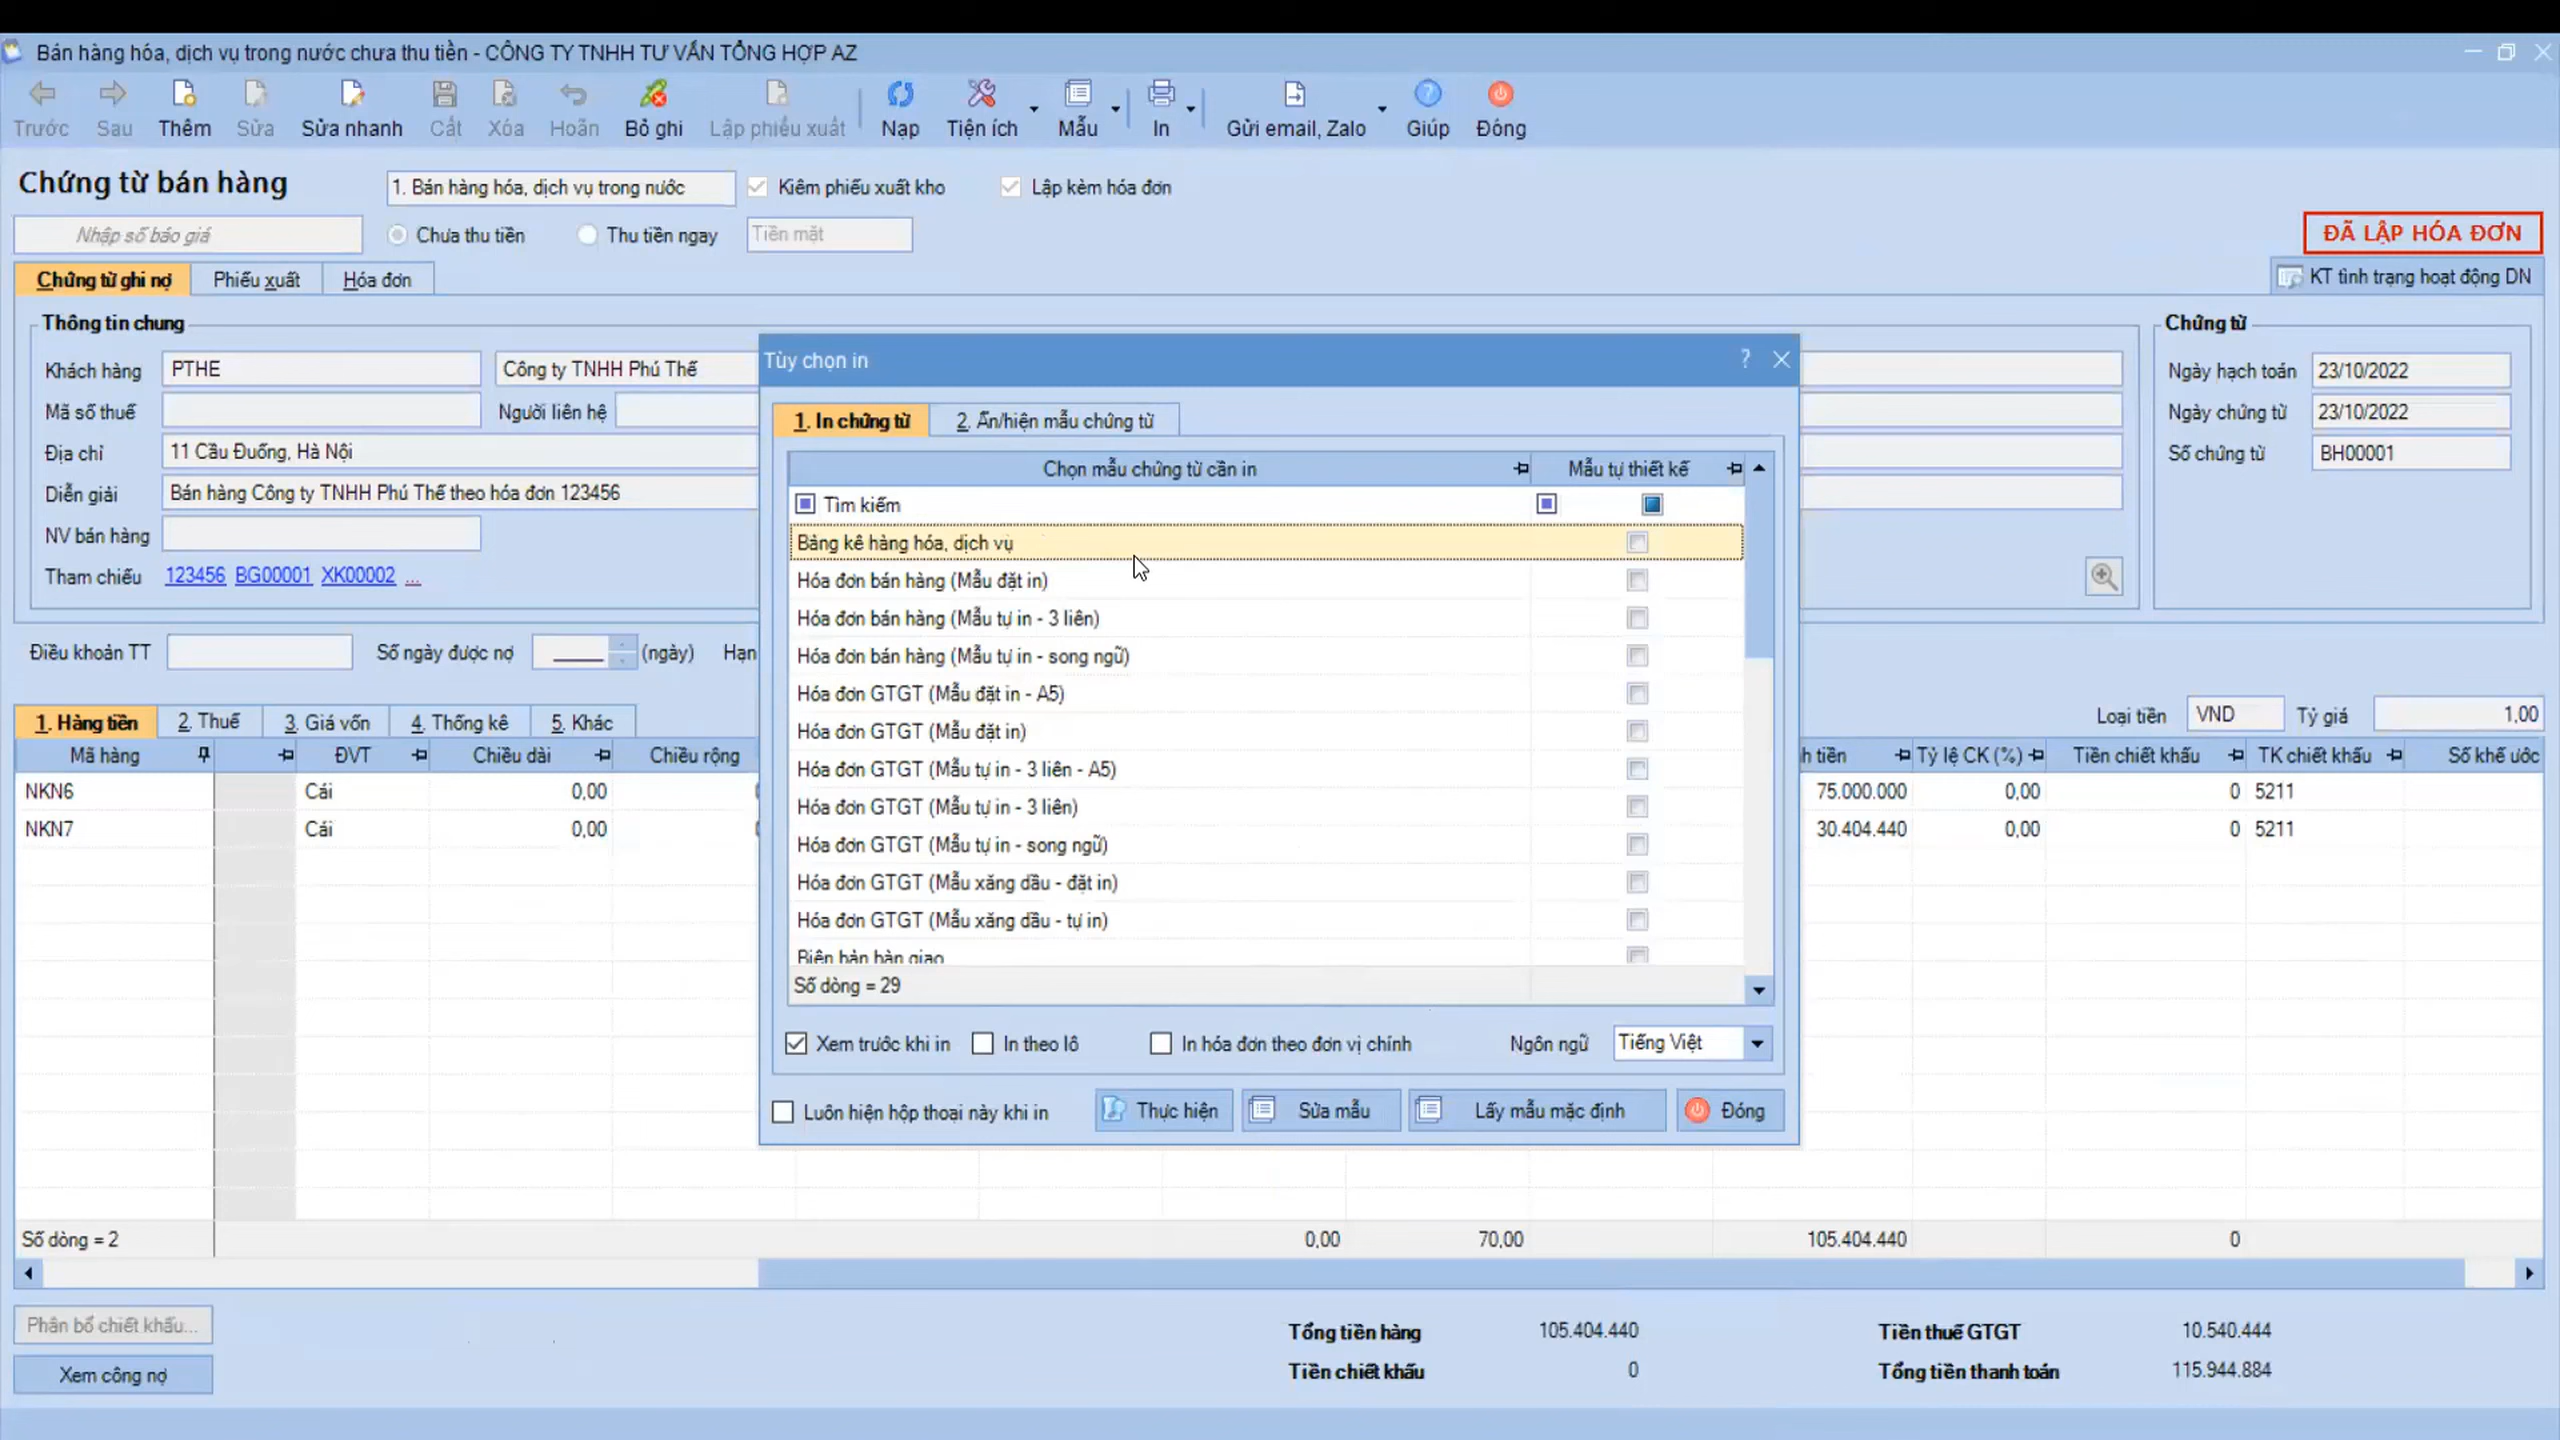 Bán hàng hóa, dịch vụ trong nước chưa thu tiền - CÔNG TY TNHH TƯ VẤN TỔNG HỢP AZ
Trước Sau Thêm Sửa Sửa nhanh Cất Xóa Hoãn Bỏ ghi Lập phiếu xuất Nạp Tiện ích Mẫu In Gửi email, Zalo Giúp Đóng
Chứng từ bán hàng 1. Bán hàng hóa, dịch vụ trong nước Kiêm phiếu xuất kho Lập kèm hóa đơn
Nhập số báo giá Chưa thu tiền Thu tiền ngay Tiền mặt ĐÃ LẬP HÓA ĐƠN
Chứng từ ghi nợ Phiếu xuất Hóa đơn KT tình trạng hoạt động DN
Thông tin chung
Khách hàng PTHE Công ty TNHH Phú Thế
Mã số thuế Người liên hệ
Địa chỉ 11 Cầu Đuống, Hà Nội
Diễn giải Bán hàng Công ty TNHH Phú Thế theo hóa đơn 123456
NV bán hàng
Tham chiếu 123456 BG00001 XK00002 ...
Chứng từ
Ngày hạch toán 23/10/2022
Ngày chứng từ 23/10/2022
Số chứng từ BH00001
Điều khoản TT Số ngày được nợ (ngày) Hạn
Tùy chọn in ?
1. In chứng từ 2. Ẩn/hiện mẫu chứng từ
Chọn mẫu chứng từ cần in Mẫu tự thiết kế
Tìm kiếm
Bảng kê hàng hóa, dịch vụ
Hóa đơn bán hàng (Mẫu đặt in)
Hóa đơn bán hàng (Mẫu tự in - 3 liên)
Hóa đơn bán hàng (Mẫu tự in - song ngữ)
Hóa đơn GTGT (Mẫu đặt in - A5)
Hóa đơn GTGT (Mẫu đặt in)
Hóa đơn GTGT (Mẫu tự in - 3 liên - A5)
Hóa đơn GTGT (Mẫu tự in - 3 liên)
Hóa đơn GTGT (Mẫu tự in - song ngữ)
Hóa đơn GTGT (Mẫu xăng dầu - đặt in)
Hóa đơn GTGT (Mẫu xăng dầu - tự in)
Biên bản bàn giao
Số dòng = 29
Xem trước khi in In theo lô In hóa đơn theo đơn vị chính Ngôn ngữ Tiếng Việt
Luôn hiện hộp thoại này khi in Thực hiện Sửa mẫu Lấy mẫu mặc định Đóng
1. Hàng tiền 2. Thuế 3. Giá vốn 4. Thống kê 5. Khác Loại tiền VND Tỷ giá 1,00
Mã hàng ĐVT Chiều dài Chiều rộng h tiền Tỷ lệ CK (%) Tiền chiết khấu TK chiết khấu Số khế ước
NKN6 Cái 0,00 75.000.000 0,00 0 5211
NKN7 Cái 0,00 30.404.440 0,00 0 5211
Số dòng = 2 0,00 70,00 105.404.440 0
Phân bổ chiết khấu... Tổng tiền hàng 105.404.440 Tiền thuế GTGT 10.540.444
Xem công nợ Tiền chiết khấu 0 Tổng tiền thanh toán 115.944.884